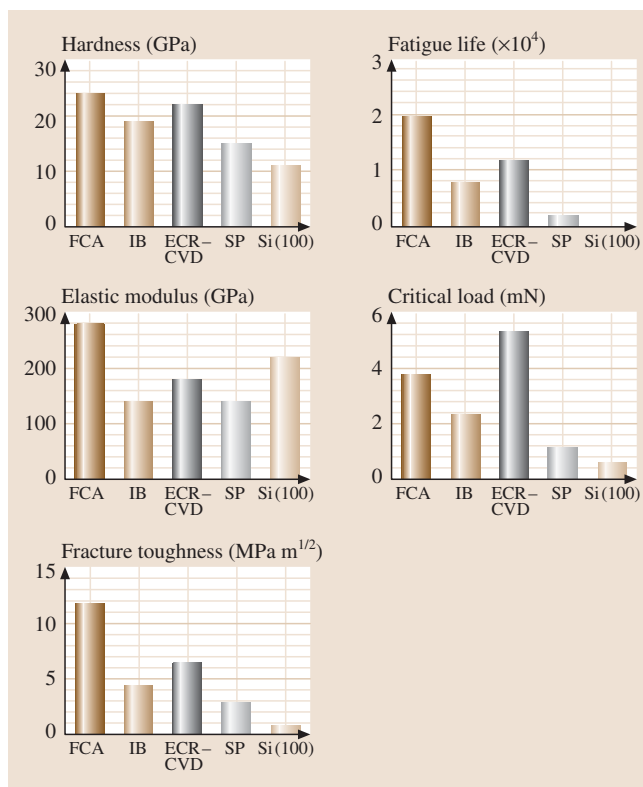 Hardness (GPa)
30
20
10
0
FCA IB ECR– SP Si(100)
CVD
Fatigue life (×10⁴)
3
2
1
0
FCA IB ECR– SP Si(100)
CVD
Elastic modulus (GPa)
300
200
100
0
FCA IB ECR– SP Si(100)
CVD
Critical load (mN)
6
4
2
0
FCA IB ECR– SP Si(100)
CVD
Fracture toughness (MPa m¹/²)
15
10
5
0
FCA IB ECR– SP Si(100)
CVD